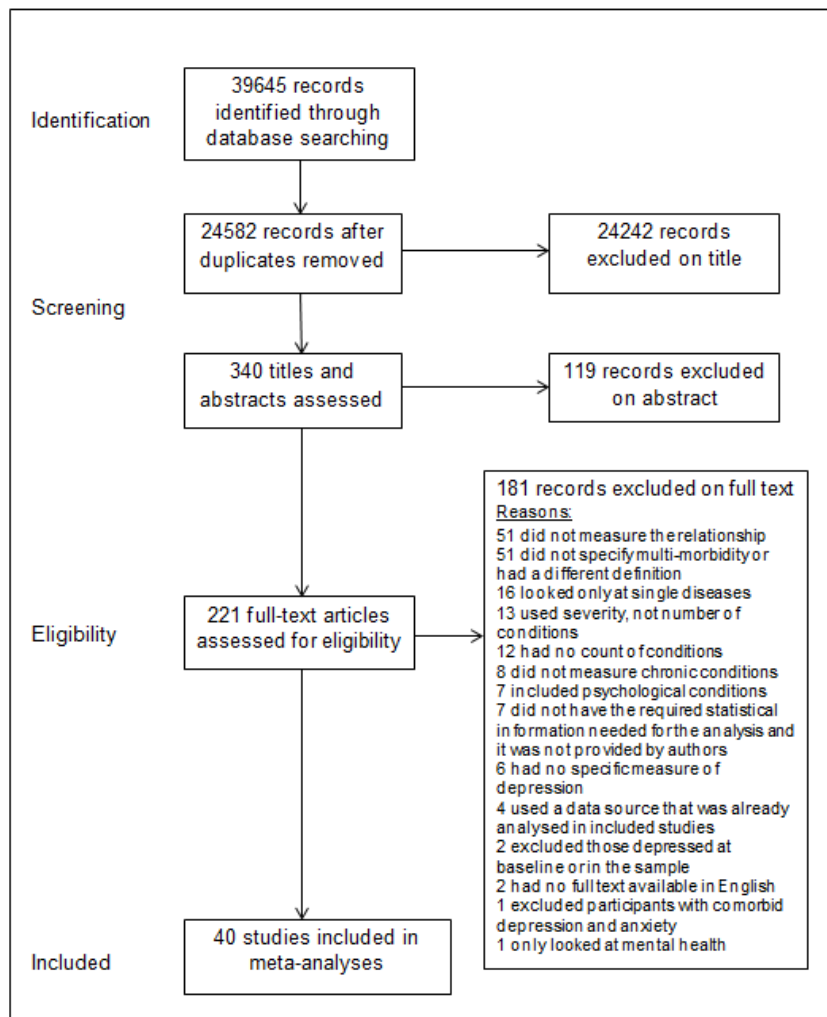 Identification
39645 records
identified through
database searching
24582 records after
duplicates removed
24242 records
excluded on title
Screening
340 titles and
abstracts assessed
119 records excluded
on abstract
Eligibility
221 full-text articles
assessed for eligibility
181 records excluded on full text
Reasons:
51 did not measure the relationship
51 did not specify multi-morbidity or
had a different definition
16 looked only at single diseases
13 used severity, not number of
conditions
12 had no count of conditions
8 did not measure chronic conditions
7 included psychological conditions
7 did not have the required statistical
information needed for the analysis and
it was not provided by authors
6 had no specific measure of
depression
4 used a data source that was already
analysed in included studies
2 excluded those depressed at
baseline or in the sample
2 had no full text available in English
1 excluded participants with comorbid
depression and anxiety
1 only looked at mental health
Included
40 studies included in
meta-analyses